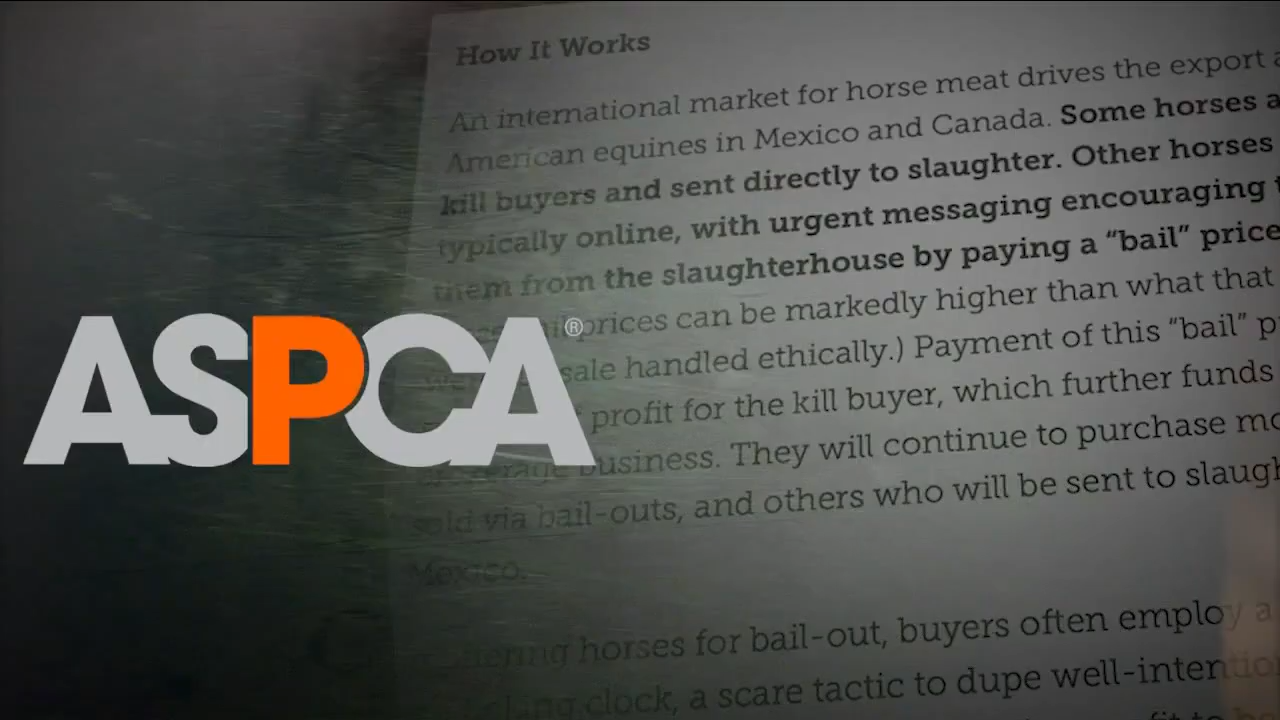 How It Works
An international market for horse meat drives the export
American equines in Mexico and Canada. Some horses
kill buyers and sent directly to slaughter. Other horses
typically online, with urgent messaging encouraging
them from the slaughterhouse by paying a “bail” price
prices can be markedly higher than what that
sale handled ethically.) Payment of this “bail”
profit for the kill buyer, which further funds
business. They will continue to purchase
sold via bail-outs, and others who will be sent to
Mexico.
horses for bail-out, buyers often employ
clock, a scare tactic to dupe
ASPCA®